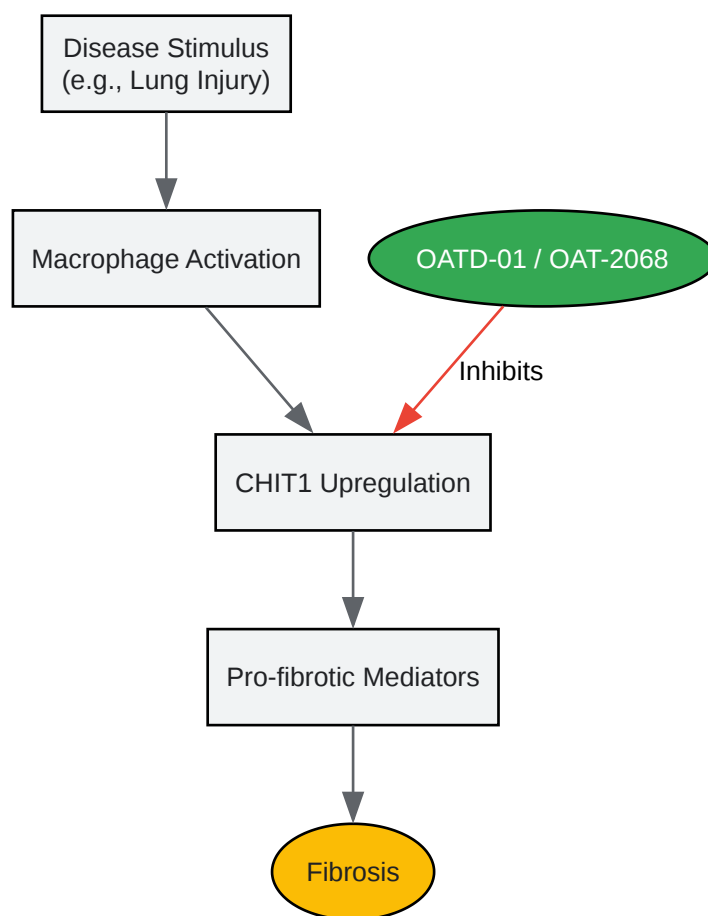 Disease Stimulus
(e.g., Lung Injury)
Macrophage Activation
OATD-01 / OAT-2068
Inhibits
CHIT1 Upregulation
Pro-fibrotic Mediators
Fibrosis